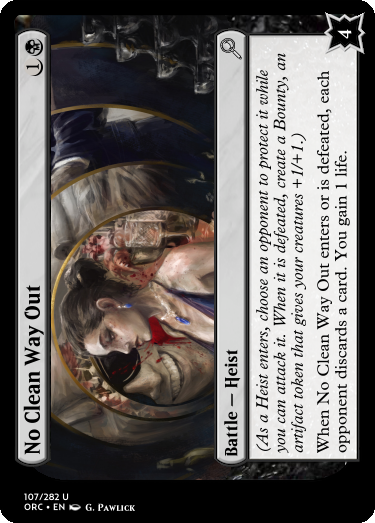 No Clean Way Out 1
Battle — Heist
(As a Heist enters, choose an opponent to protect it while
you can attack it. When it is defeated, create a Bounty, an
artifact token that gives your creatures +1/+1.)
When No Clean Way Out enters or is defeated, each
opponent discards a card. You gain 1 life.
4
107/282 U
ORC • EN G. PAWLICK